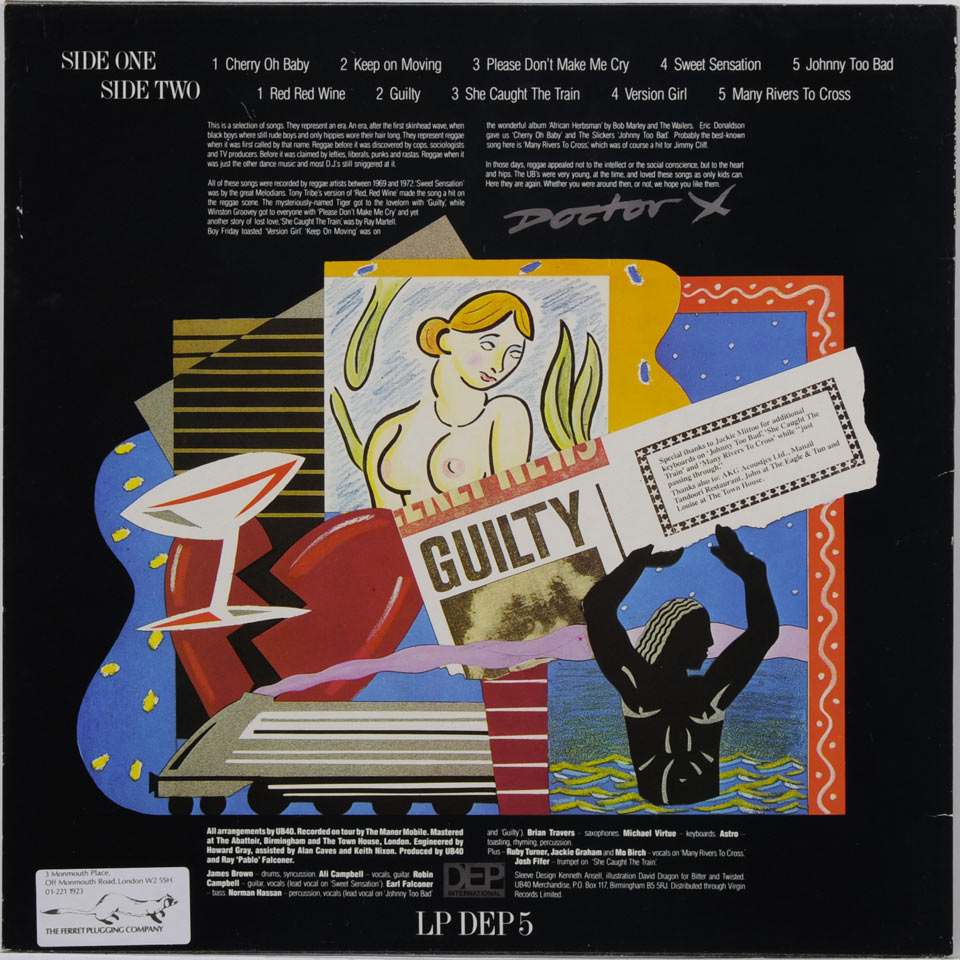 SIDE ONE 1 Cherry Oh Baby 2 Keep on Moving 3 Please Don't Make Me Cry 4 Sweet Sensation 5 Johnny Too Bad
SIDE TWO 1 Red Red Wine 2 Guilty 3 She Caught The Train 4 Version Girl 5 Many Rivers To Cross
This is a selection of songs. They represent an era. An era, after the first skinhead wave, when
black boys where still rude boys and only hippies wore their hair long. They represent reggae
when it was first called by that name. Reggae before it was discovered by cops, sociologists
and TV producers. Before it was claimed by lefties, liberals, punks and rastas. Reggae when it
was just the other dance music and most D.J.'s still sniggered at it.
All of these songs were recorded by reggae artists between 1969 and 1972. 'Sweet Sensation'
was by the great Melodians. Tony Tribe's version of 'Red, Red Wine' made the song a hit on
the reggae scene. The mysteriously-named Tiger got to the lovelorn with 'Guilty', while
Winston Groovey got to everyone with 'Please Don't Make Me Cry' and yet
another story of lost love, 'She Caught The Train', was by Ray Martell.
Boy Friday toasted 'Version Girl'. 'Keep On Moving' was on
the wonderful album 'African Herbsman' by Bob Marley and The Wailers. Eric Donaldson
gave us 'Cherry Oh Baby' and The Slickers 'Johnny Too Bad'. Probably the best-known
song here is 'Many Rivers To Cross', which was of course a hit for Jimmy Cliff.
In those days, reggae appealed not to the intellect or the social conscience, but to the heart
and hips. The UB's were very young, at the time, and loved these songs as only kids can.
Here they are again. Whether you were around then, or not, we hope you like them.
Doctor X
Special thanks to Jackie Mittoo for additional
keyboards on 'Johnny Too Bad', 'She Caught The
Train' and 'Many Rivers To Cross' while "just
passing through."
Thanks also to: AKG Acoustics Ltd., Manzil
Tandoori Restaurant, John at The Eagle & Tun and
Louise at The Town House.
NEWS
GUILTY
All arrangements by UB40. Recorded on tour by The Manor Mobile. Mastered
at The Abattoir, Birmingham and The Town House, London. Engineered by
Howard Gray, assisted by Alan Caves and Keith Nixon. Produced by UB40
and Ray 'Pablo' Falconer.
James Brown – drums, syncussion. Ali Campbell – vocals, guitar. Robin
Campbell – guitar, vocals (lead vocal on 'Sweet Sensation'). Earl Falconer
– bass. Norman Hassan – percussion, vocals (lead vocal on 'Johnny Too Bad'
and 'Guilty'). Brian Travers – saxophones. Michael Virtue – keyboards. Astro –
toasting, rhyming, percussion.
Plus – Ruby Turner, Jackie Graham and Mo Birch – vocals on 'Many Rivers To Cross.'
Josh Fifer – trumpet on 'She Caught The Train'.
Sleeve Design Kenneth Ansell, illustration David Dragon for Bitter and Twisted.
UB40 Merchandise, P.O. Box 117, Birmingham B5 5RJ. Distributed through Virgin
Records Limited.
DEP
INTERNATIONAL
LP DEP 5
3 Monmouth Place,
Off Monmouth Road, London W2 5SH.
01-221 1923
THE FERRET PLUGGING COMPANY